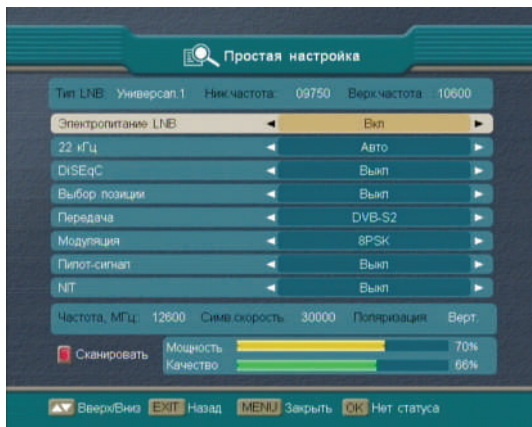 Простая настройка
Тип LNB: Универсал.1 Ниж.частота: 09750 Верх.частота: 10600
Электропитание LNB Вкл
22 кГц Авто
DiSEqC Выкл
Выбор позиции Выкл
Передача DVB-S2
Модуляция 8PSK
Пилот-сигнал Выкл
NIT Выкл
Частота, МГц: 12600 Симв.скорость: 30000 Поляризация: Верт.
Сканировать
Мощность 70%
Качество 66%
Вверх/Вниз EXIT Назад MENU Закрыть OK Нет статуса